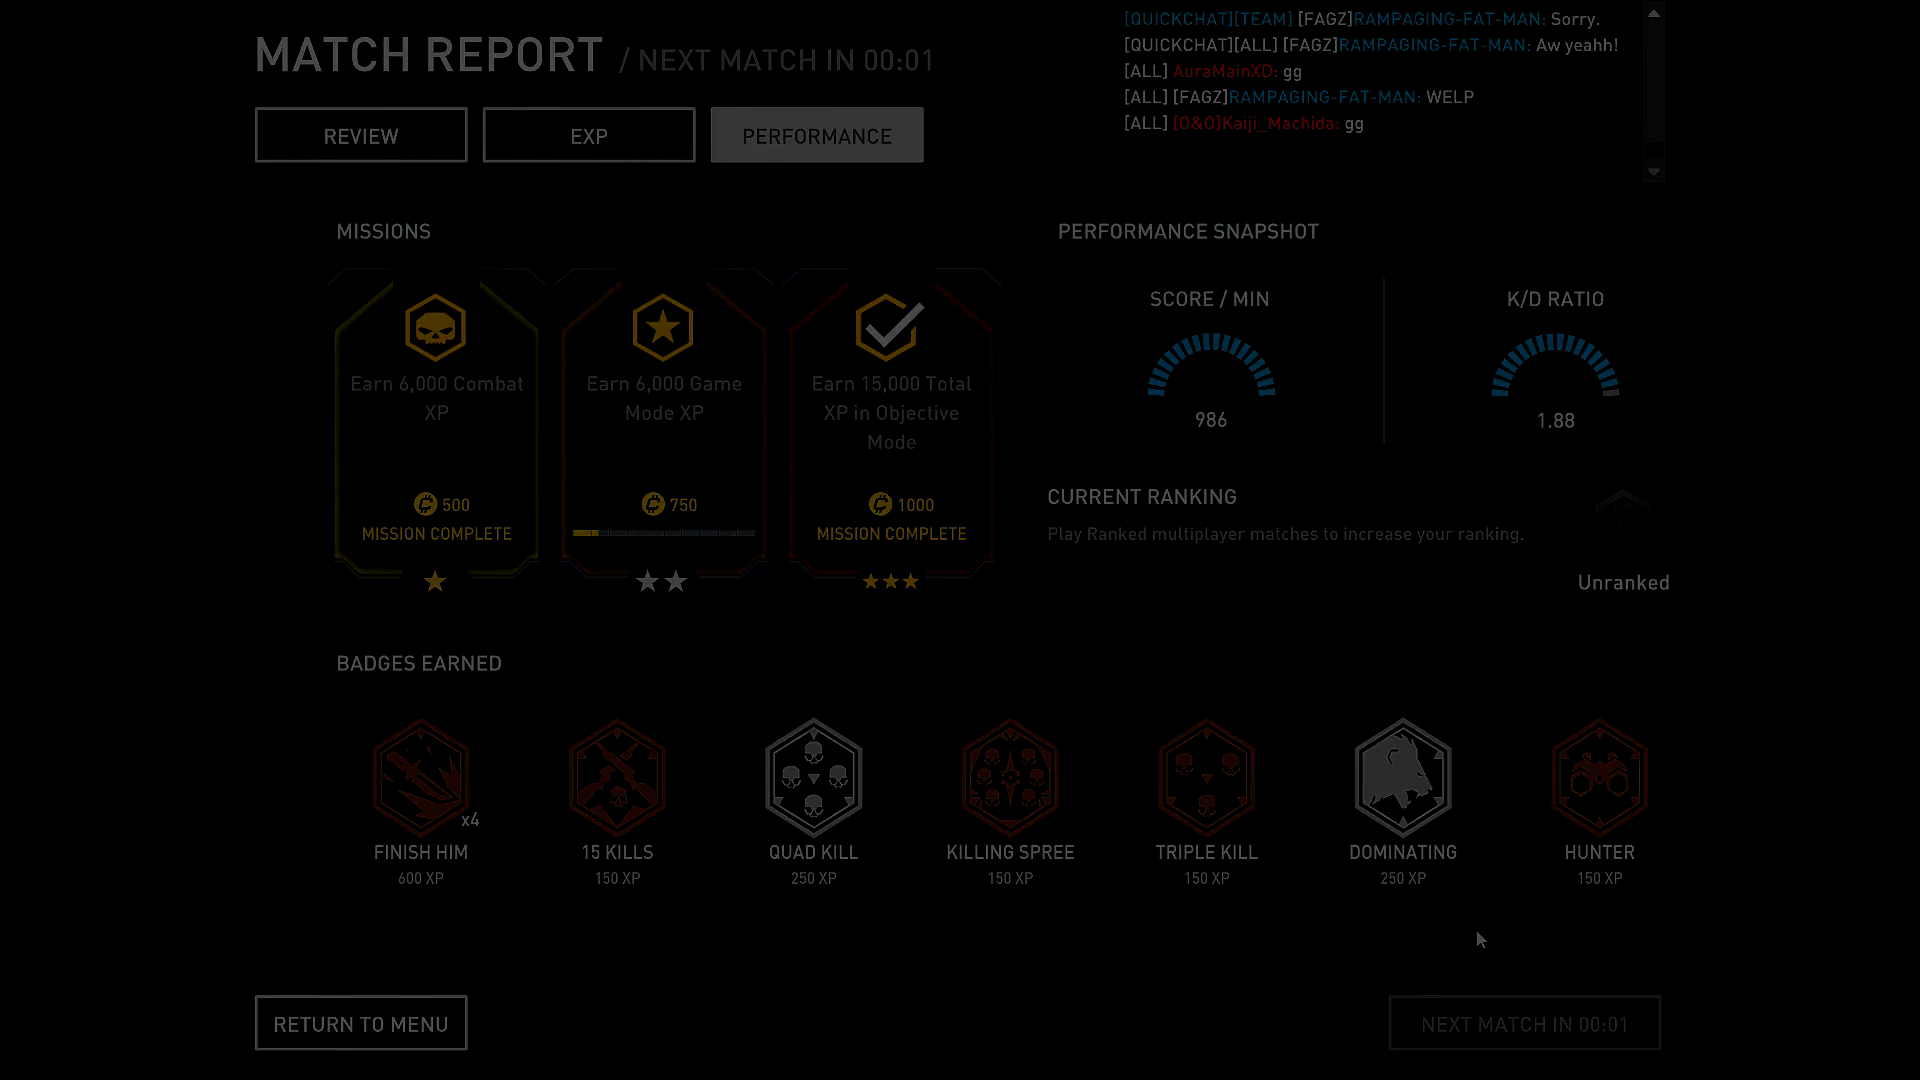 [QUICKCHAT][TEAM] [FAGZ]RAMPAGING-FAT-MAN: Sorry.
[QUICKCHAT][ALL] [FAGZ]RAMPAGING-FAT-MAN: Aw yeahh!
[ALL] AuraMainXD: gg
[ALL] [FAGZ]RAMPAGING-FAT-MAN: WELP
[ALL] [O&O]Kaiji_Machida: gg
MATCH REPORT / NEXT MATCH IN 00:01
REVIEW
EXP
PERFORMANCE
MISSIONS
Earn 6,000 Combat
XP
500
MISSION COMPLETE
Earn 6,000 Game
Mode XP
750
Earn 15,000 Total
XP in Objective
Mode
1000
MISSION COMPLETE
PERFORMANCE SNAPSHOT
SCORE / MIN
986
K/D RATIO
1.88
CURRENT RANKING
Play Ranked multiplayer matches to increase your ranking.
Unranked
BADGES EARNED
x4
FINISH HIM
600 XP
15 KILLS
150 XP
QUAD KILL
250 XP
KILLING SPREE
150 XP
TRIPLE KILL
150 XP
DOMINATING
250 XP
HUNTER
150 XP
RETURN TO MENU
NEXT MATCH IN 00:01